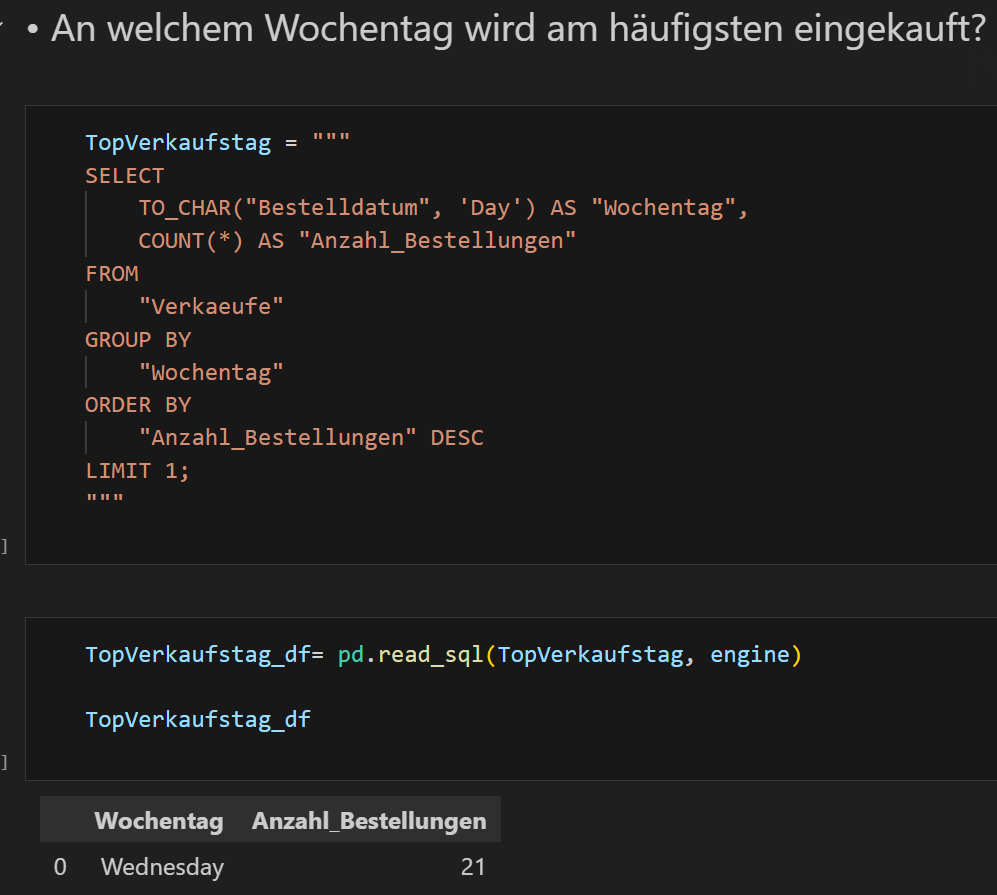 • An welchem Wochentag wird am häufigsten eingekauft?
TopVerkaufstag = """
SELECT
TO_CHAR("Bestelldatum", 'Day') AS "Wochentag",
COUNT(*) AS "Anzahl_Bestellungen"
FROM
"Verkaeufe"
GROUP BY
"Wochentag"
ORDER BY
"Anzahl_Bestellungen" DESC
LIMIT 1;
"""
]
TopVerkaufstag_df= pd.read_sql(TopVerkaufstag, engine)
TopVerkaufstag_df
]
Wochentag Anzahl_Bestellungen
0 Wednesday 21